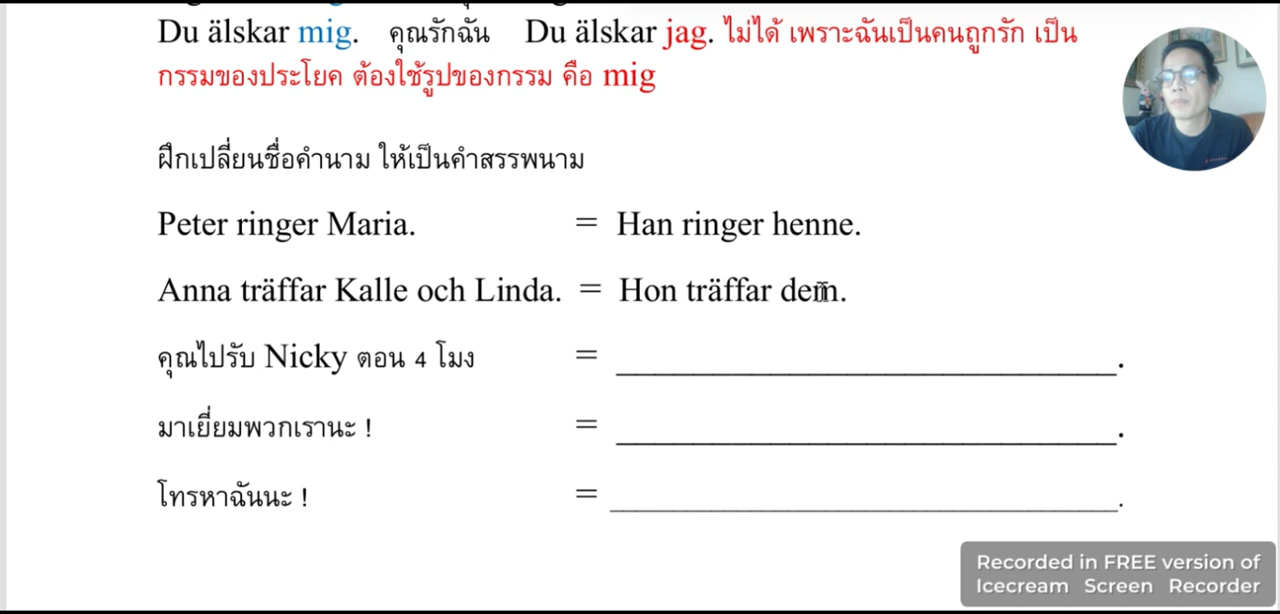 Du älskar mig. คุณรักฉัน Du älskar jag. ไม่ได้ เพราะฉันเป็นคนถูกรัก เป็น
กรรมของประโยค ต้องใช้รูปของกรรม คือ mig
ฝึกเปลี่ยนชื่อคำนาม ให้เป็นคำสรรพนาม
Peter ringer Maria. = Han ringer henne.
Anna träffar Kalle och Linda. = Hon träffar dem.
คุณไปรับ Nicky ตอน 4 โมง = ______________________________.
มาเยี่ยมพวกเรานะ ! = ______________________________.
โทรหาฉันนะ ! = ______________________________.
Recorded in FREE version of
Icecream Screen Recorder